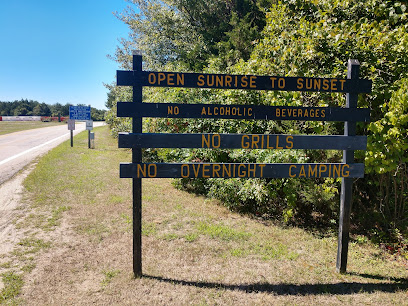 OPEN SUNRISE TO SUNSET
NO ALCOHOLIC BEVERAGES
NO GRILLS
NO OVERNIGHT CAMPING